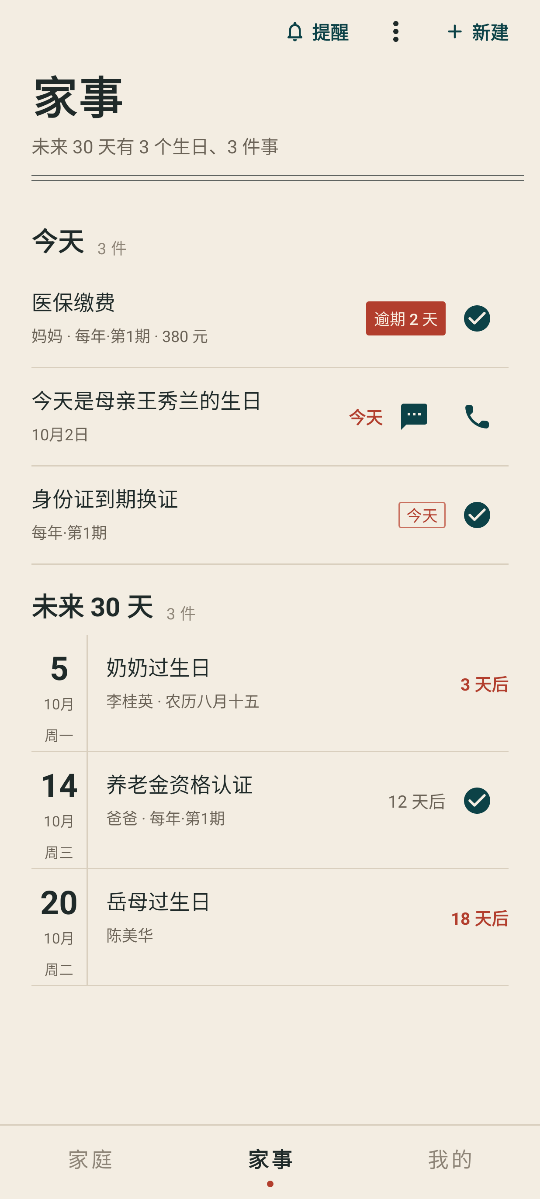 提醒
新建
家事
未来 30 天有 3 个生日、3 件事
今天 3 件
医保缴费
妈妈 · 每年·第1期 · 380 元
逾期 2 天
今天是母亲王秀兰的生日
10月2日
今天
身份证到期换证
每年·第1期
今天
未来 30 天 3 件
5
10月
周一
奶奶过生日
李桂英 · 农历八月十五
3 天后
14
10月
周三
养老金资格认证
爸爸 · 每年·第1期
12 天后
20
10月
周二
岳母过生日
陈美华
18 天后
家庭
家事
我的